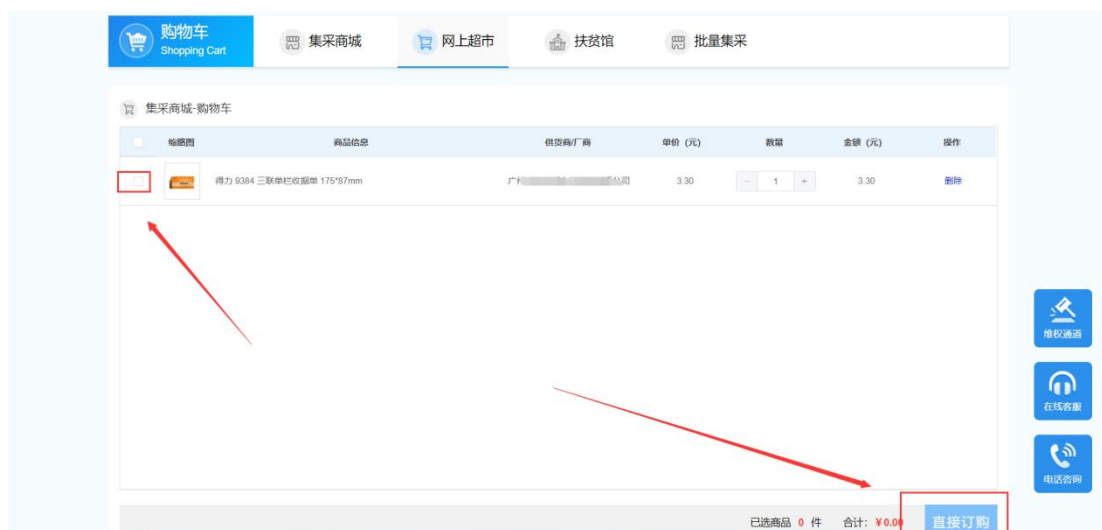 购物车
Shopping Cart
集采商城
网上超市
扶贫馆
批量集采
集采商城-购物车
缩略图 商品信息 供货商/厂商 单价 (元) 数量 金额 (元) 操作
得力 9384 三联单栏收据单 175*87mm 广州 公司 3.30 - 1 + 3.30 删除
维权通道
在线客服
电话咨询
已选商品 0 件 合计: ¥0.00 直接订购